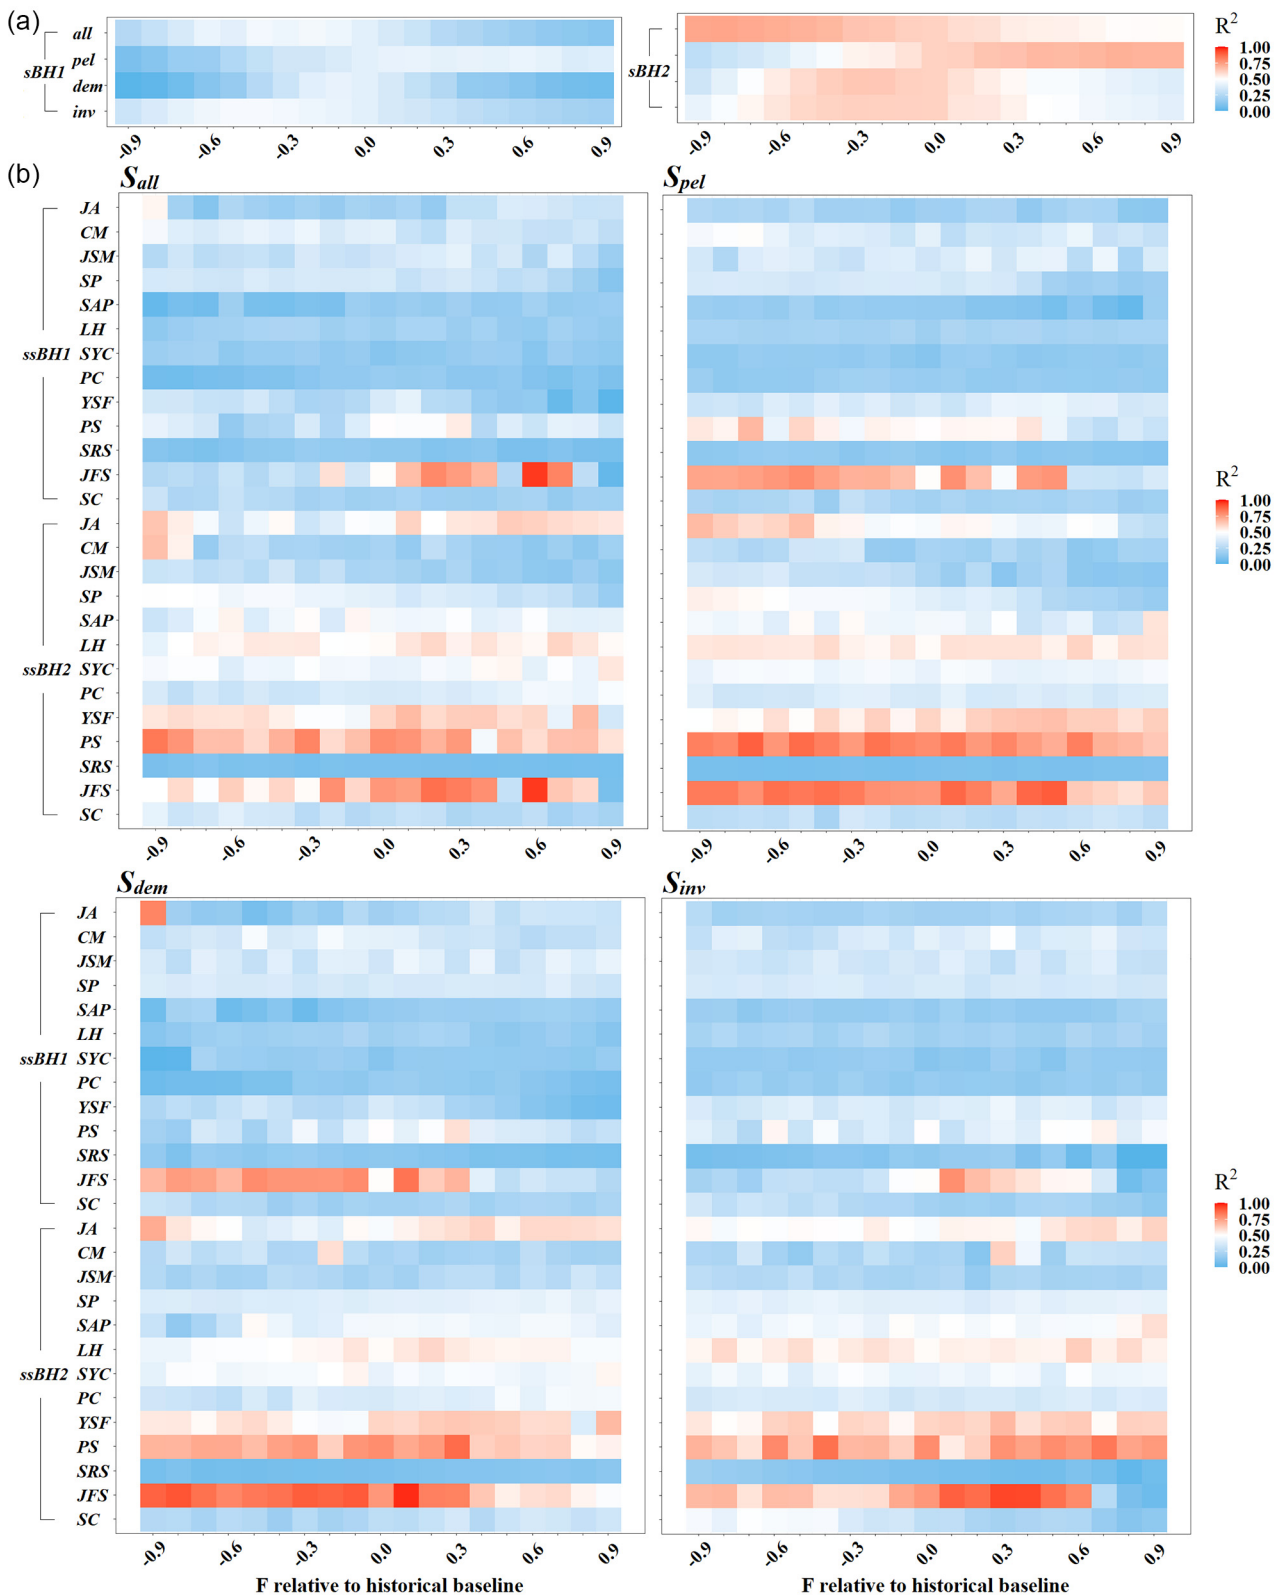 (a)
all
pel
sBH1
dem
inv
-0.9 -0.6 -0.3 0.0 0.3 0.6 0.9
sBH2
-0.9 -0.6 -0.3 0.0 0.3 0.6 0.9
R²
1.00
0.75
0.50
0.25
0.00
(b)
Sall
Spel
ssBH1
JA
CM
JSM
SP
SAP
LH
SYC
PC
YSF
PS
SRS
JFS
SC
ssBH2
JA
CM
JSM
SP
SAP
LH
SYC
PC
YSF
PS
SRS
JFS
SC
-0.9 -0.6 -0.3 0.0 0.3 0.6 0.9
-0.9 -0.6 -0.3 0.0 0.3 0.6 0.9
R²
1.00
0.75
0.50
0.25
0.00
Sdem
Sinv
ssBH1
JA
CM
JSM
SP
SAP
LH
SYC
PC
YSF
PS
SRS
JFS
SC
ssBH2
JA
CM
JSM
SP
SAP
LH
SYC
PC
YSF
PS
SRS
JFS
SC
-0.9 -0.6 -0.3 0.0 0.3 0.6 0.9
-0.9 -0.6 -0.3 0.0 0.3 0.6 0.9
R²
1.00
0.75
0.50
0.25
0.00
F relative to historical baseline
F relative to historical baseline